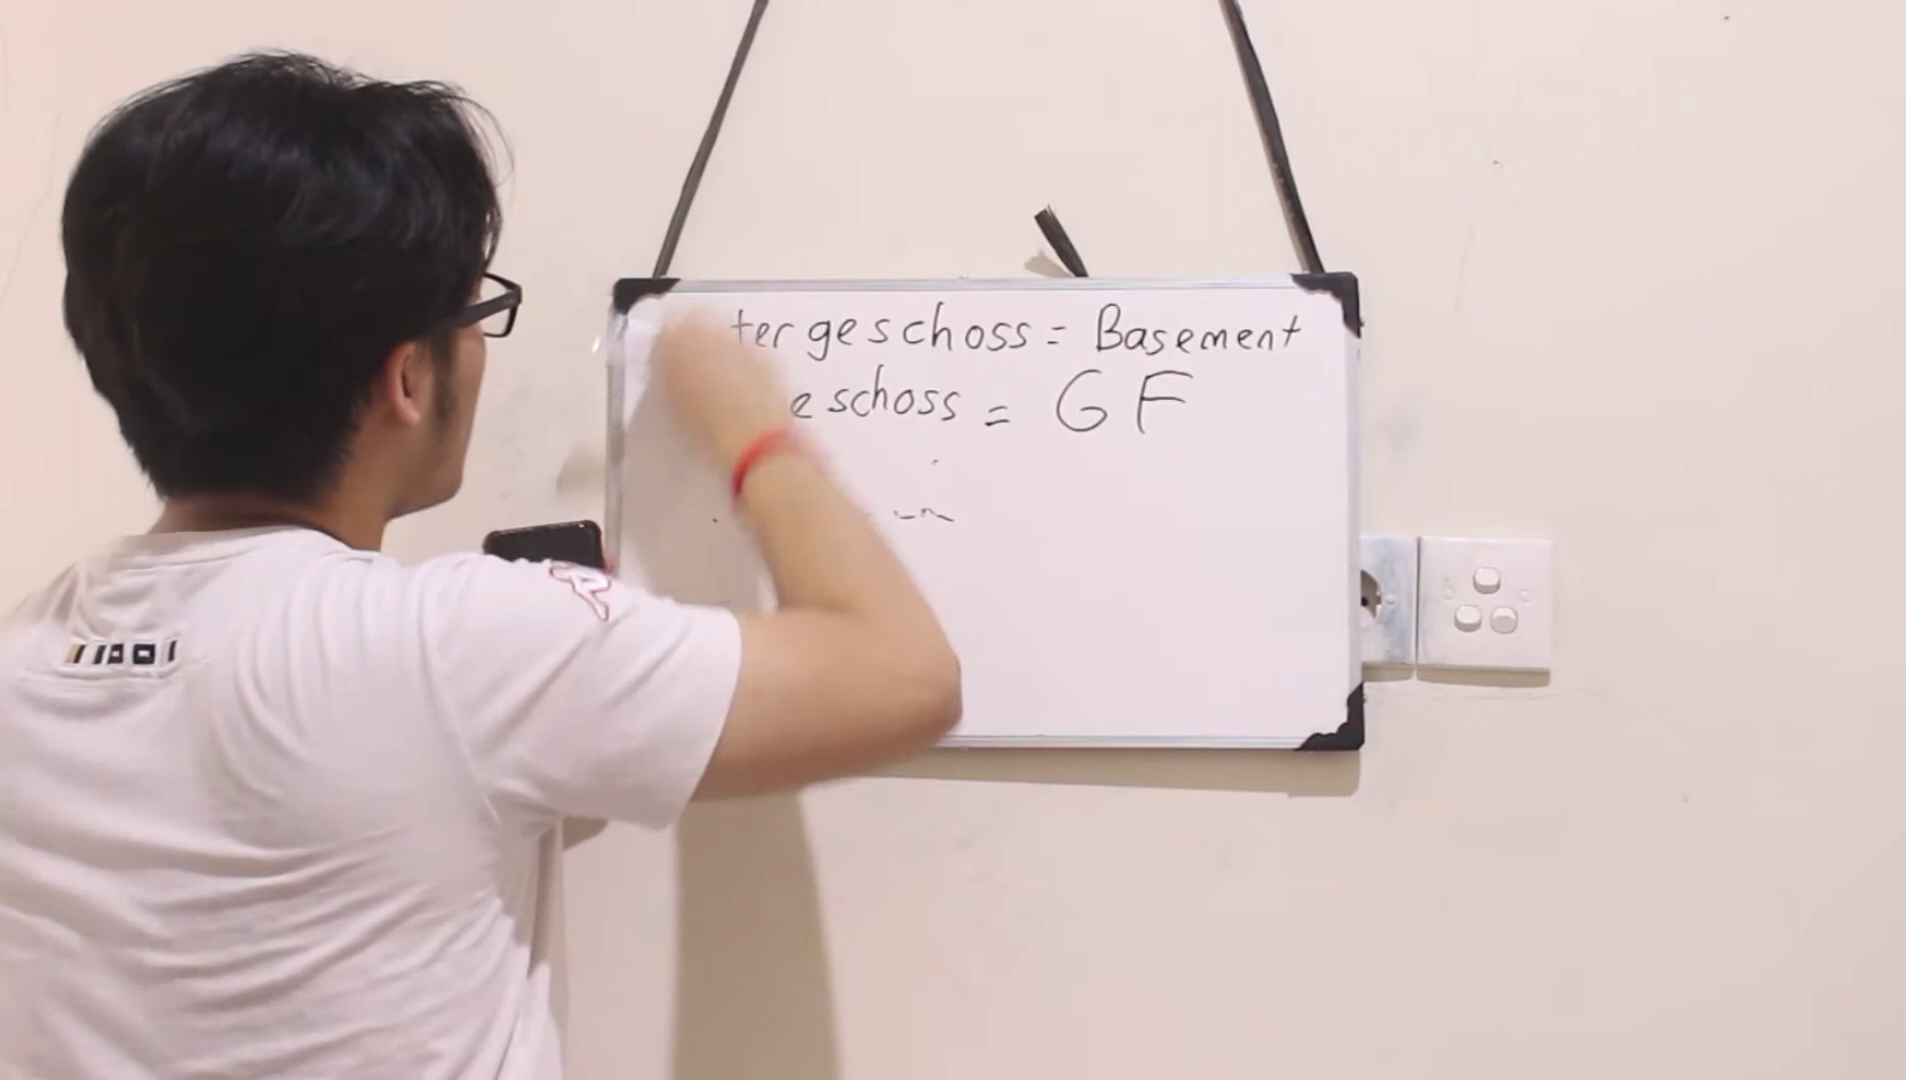 tergeschoss = Basement
eschoss = GF